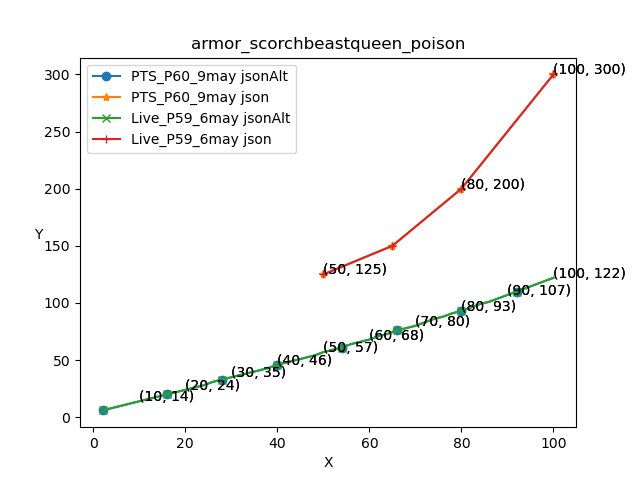 armor_scorchbeastqueen_poison
PTS_P60_9may jsonAlt
PTS_P60_9may json
Live_P59_6may jsonAlt
Live_P59_6may json
300
250
200
150
100
50
0
Y
(100, 300)
(80, 200)
(50, 125)
(100, 122)
(90, 107)
(80, 93)
(70, 80)
(60, 68)
(50, 57)
(40, 46)
(30, 35)
(20, 24)
(10, 14)
0 20 40 60 80 100
X